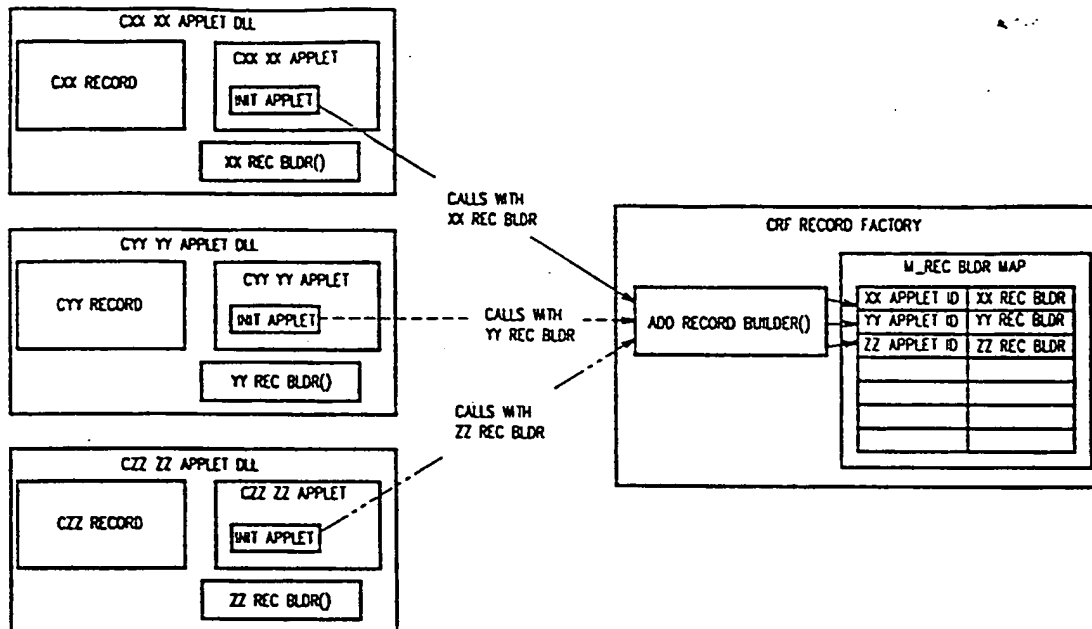 CXX XX APPLET DLL
CXX RECORD
CXX XX APPLET
INIT APPLET
XX REC BLDR()
CALLS WITH
XX REC BLDR
CYY YY APPLET DLL
CYY RECORD
CYY YY APPLET
INIT APPLET
YY REC BLDR()
CALLS WITH
YY REC BLDR
CZZ ZZ APPLET DLL
CZZ RECORD
CZZ ZZ APPLET
INIT APPLET
ZZ REC BLDR()
CALLS WITH
ZZ REC BLDR
CRF RECORD FACTORY
ADD RECORD BUILDER()
M_REC BLDR MAP
XX APPLET ID XX REC BLDR
YY APPLET ID YY REC BLDR
ZZ APPLET ID ZZ REC BLDR